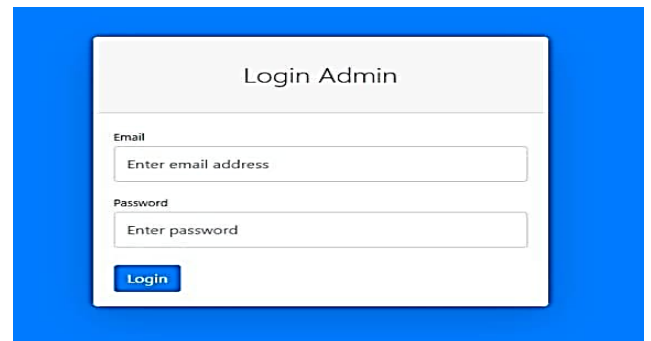 Login Admin
Email
Enter email address
Password
Enter password
Login